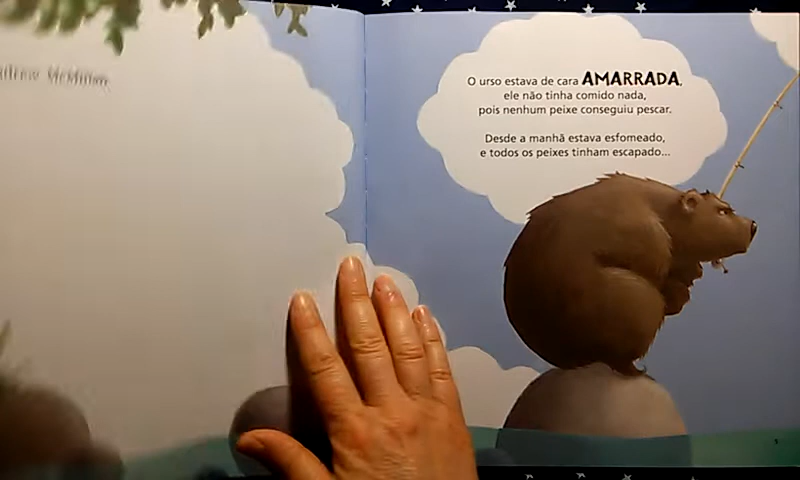 McMillan
O urso estava de cara AMARRADA,
ele não tinha comido nada,
pois nenhum peixe conseguiu pescar.
Desde a manhã estava esfomeado,
e todos os peixes tinham escapado...